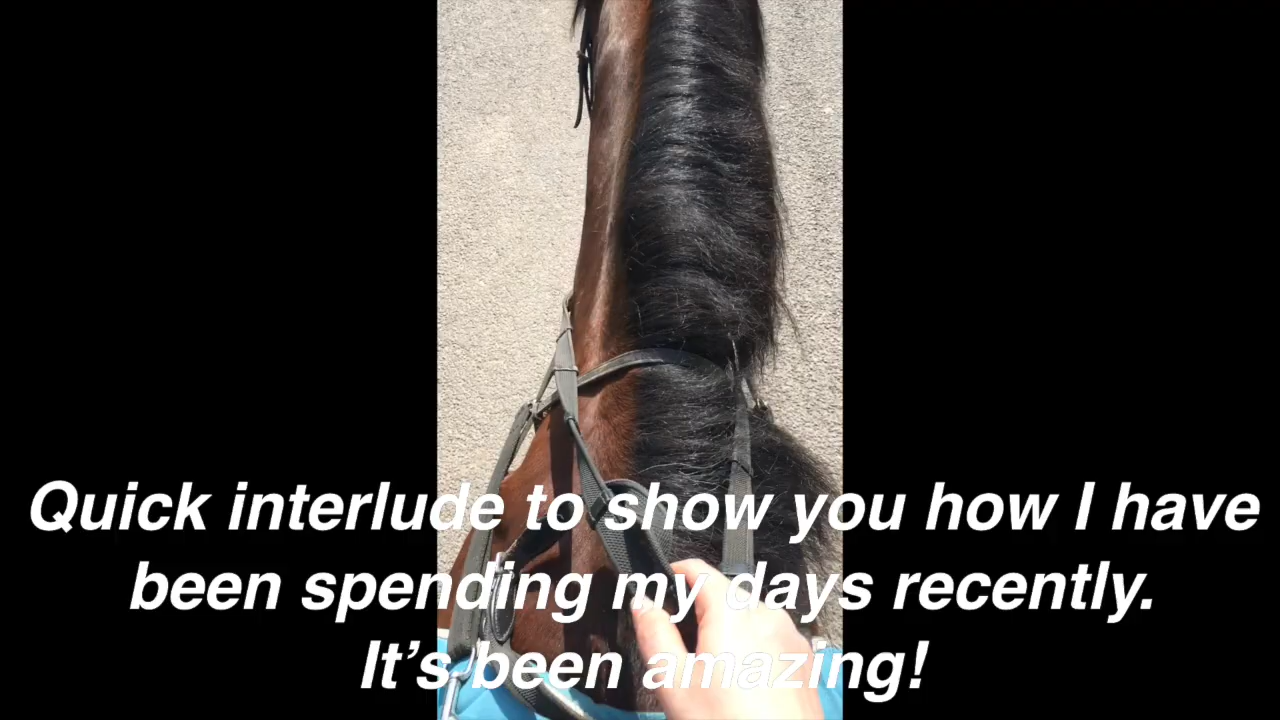 Quick interlude to show you how I have
been spending my days recently.
It's been amazing!